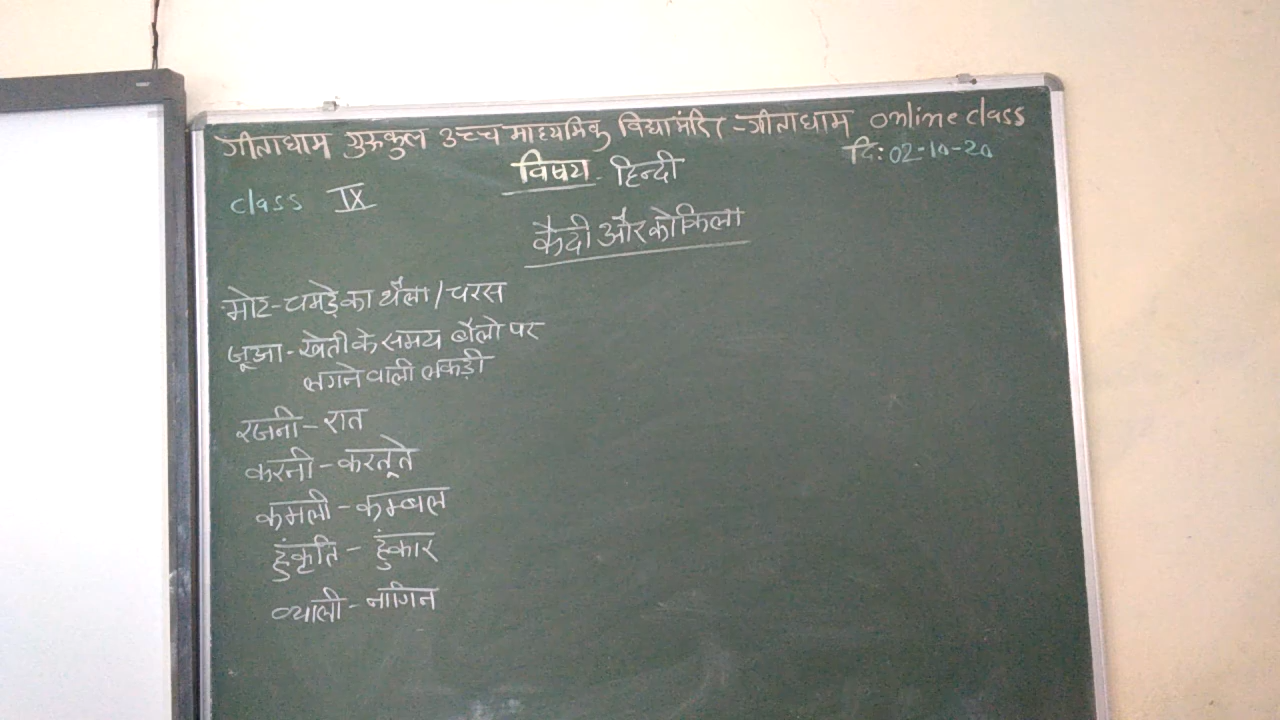 गीताधाम गुरुकुल उच्च माध्यमिक विद्यामंदिर - गीताधाम online class
विषय - हिन्दी
दि: 02-10-20
class IX
कैदी और कोकिला
मोट - चमड़े का थैला / चरस
जूआ - खेती के समय बैलो पर
लगने वाली लकड़ी
रजनी - रात
करनी - करतूते
कमली - कम्बल
हुंकृति - हुंकार
व्याली - नागिन